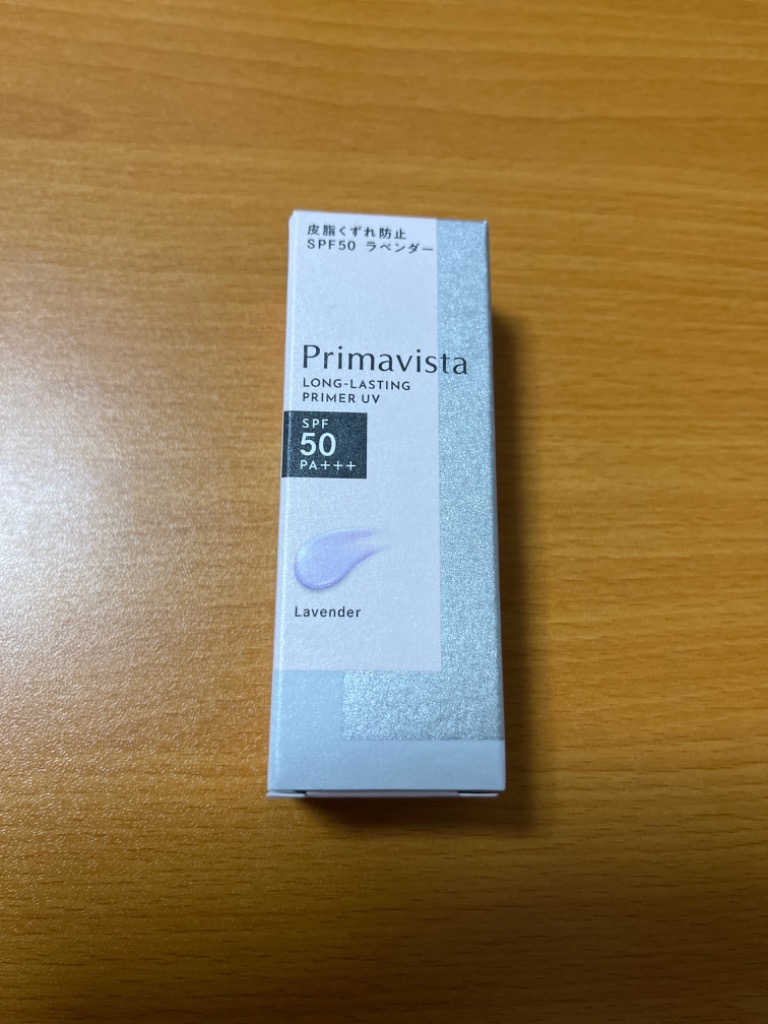 皮脂くずれ防止
SPF50 ラベンダー
Primavista
LONG-LASTING
PRIMER UV
SPF
50
PA+++
Lavender